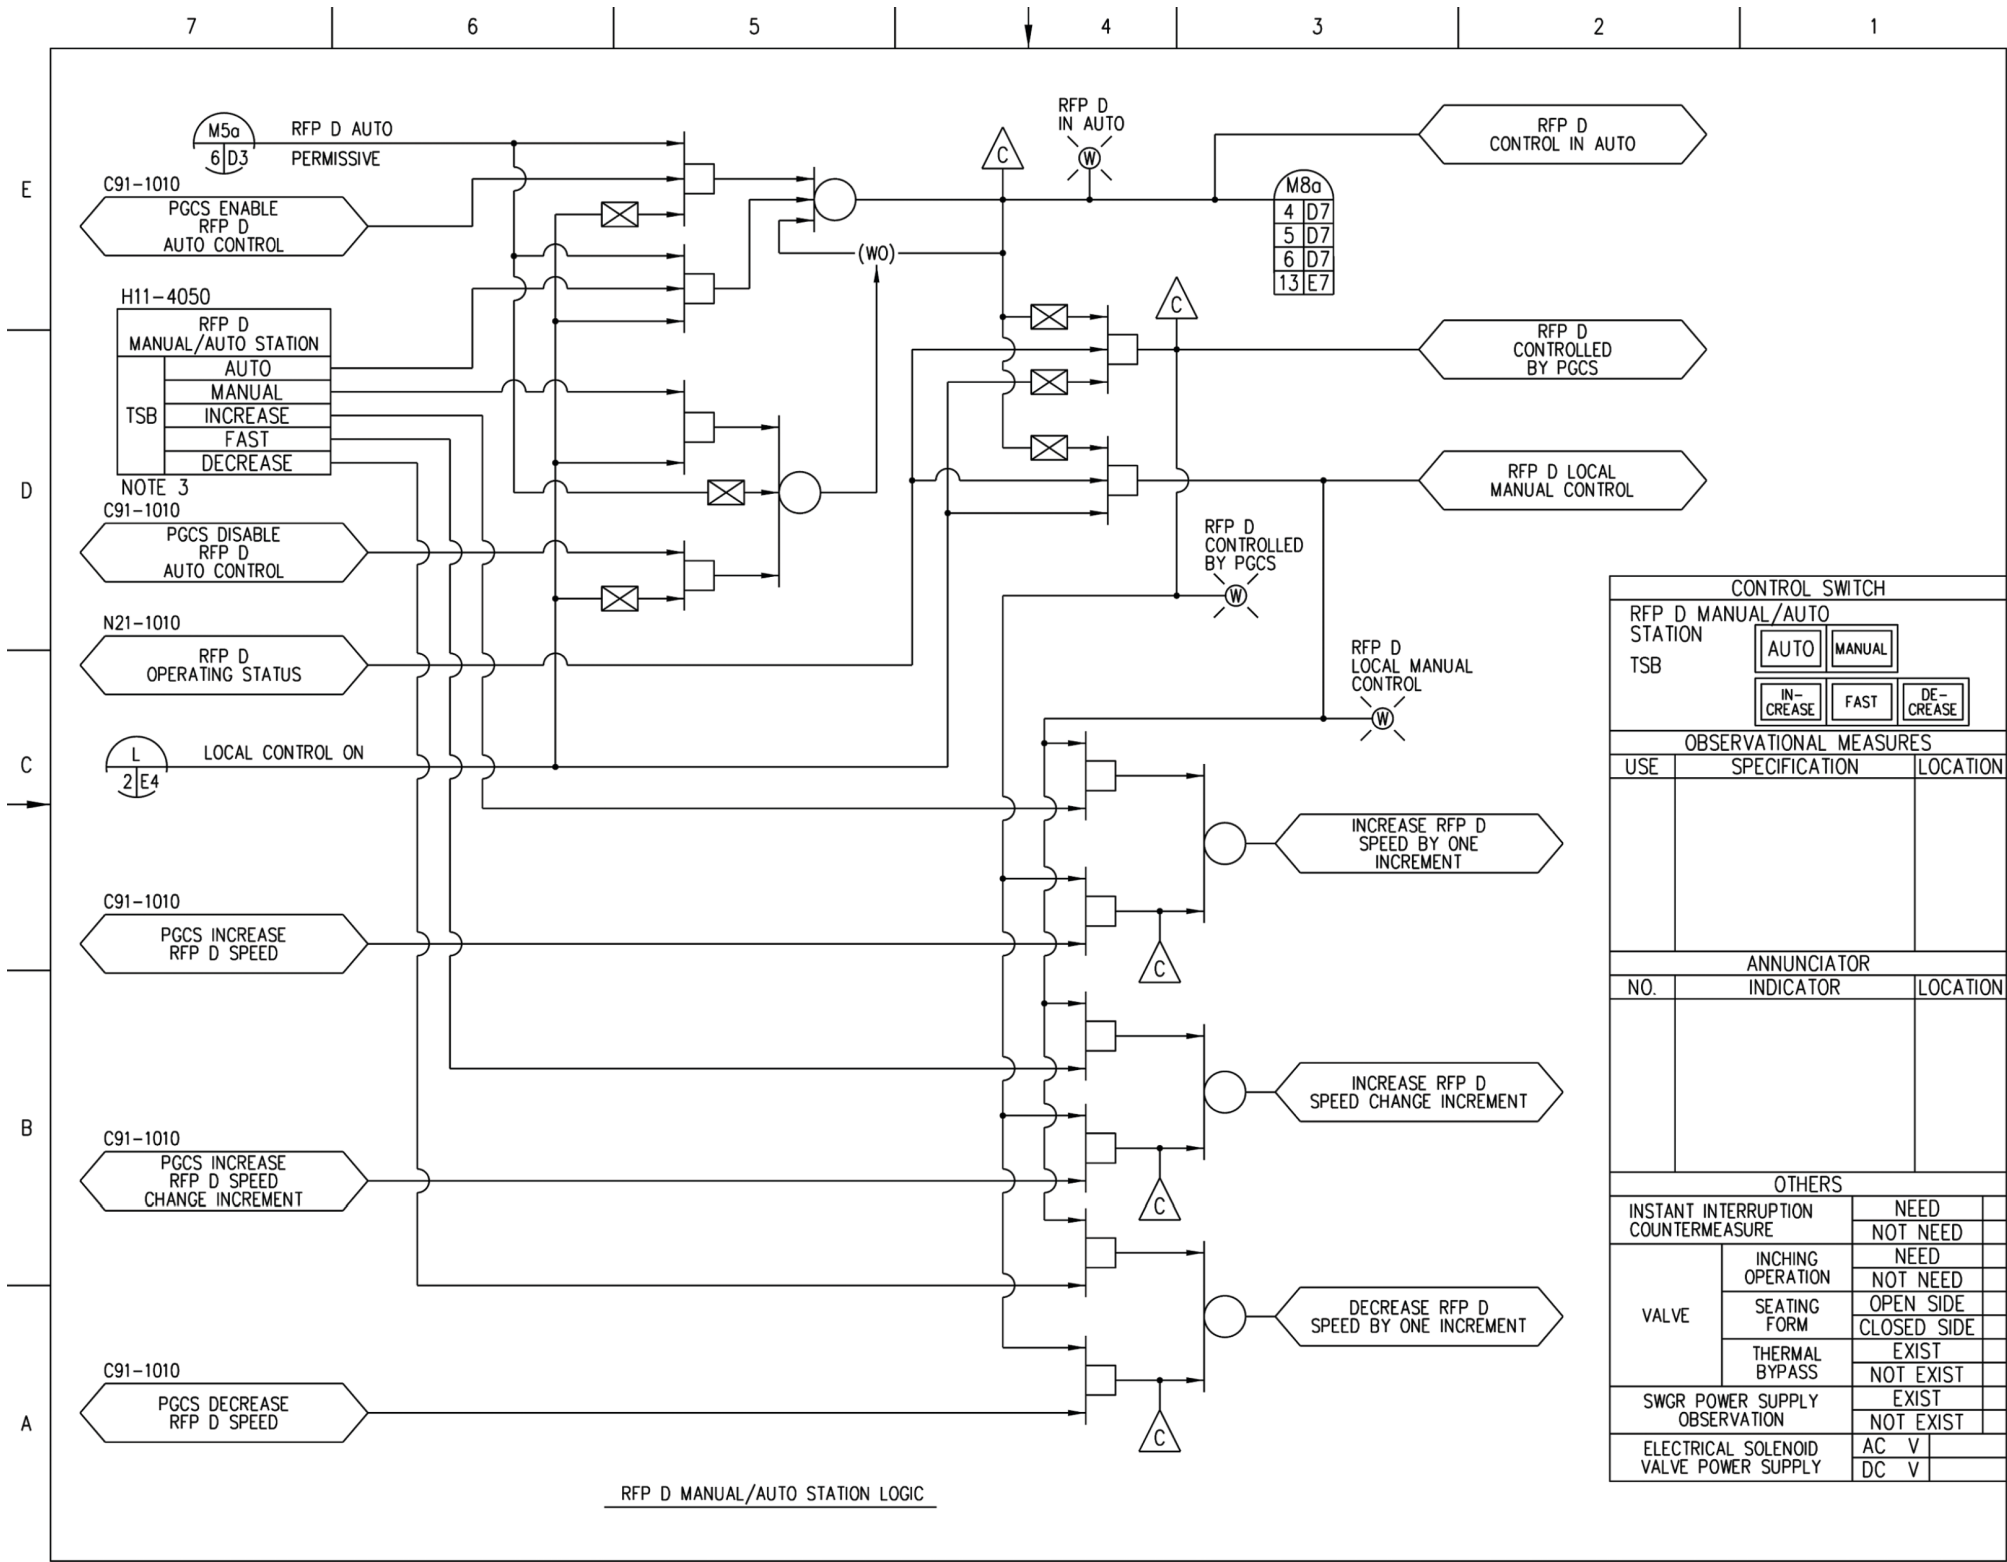 7 6 5 4 3 2 1
E
D
C
B
A
M5a
6 D3
RFP D AUTO
PERMISSIVE
C91-1010
PGCS ENABLE
RFP D
AUTO CONTROL
H11-4050
RFP D
MANUAL/AUTO STATION
TSB
AUTO
MANUAL
INCREASE
FAST
DECREASE
NOTE 3
C91-1010
PGCS DISABLE
RFP D
AUTO CONTROL
N21-1010
RFP D
OPERATING STATUS
L
2 E4
LOCAL CONTROL ON
C91-1010
PGCS INCREASE
RFP D SPEED
C91-1010
PGCS INCREASE
RFP D SPEED
CHANGE INCREMENT
C91-1010
PGCS DECREASE
RFP D SPEED
(WO)
C
RFP D
IN AUTO
W
M8a
4 D7
5 D7
6 D7
13 E7
RFP D
CONTROL IN AUTO
C
RFP D
CONTROLLED
BY PGCS
RFP D LOCAL
MANUAL CONTROL
RFP D
CONTROLLED
BY PGCS
W
RFP D
LOCAL MANUAL
CONTROL
W
INCREASE RFP D
SPEED BY ONE
INCREMENT
C
INCREASE RFP D
SPEED CHANGE INCREMENT
C
DECREASE RFP D
SPEED BY ONE INCREMENT
C
RFP D MANUAL/AUTO STATION LOGIC
CONTROL SWITCH
RFP D MANUAL/AUTO
STATION
TSB
AUTO MANUAL
IN-
CREASE
FAST
DE-
CREASE
OBSERVATIONAL MEASURES
USE SPECIFICATION LOCATION
ANNUNCIATOR
NO. INDICATOR LOCATION
OTHERS
INSTANT INTERRUPTION
COUNTERMEASURE
NEED
NOT NEED
VALVE
INCHING
OPERATION
NEED
NOT NEED
SEATING
FORM
OPEN SIDE
CLOSED SIDE
THERMAL
BYPASS
EXIST
NOT EXIST
SWGR POWER SUPPLY
OBSERVATION
EXIST
NOT EXIST
ELECTRICAL SOLENOID
VALVE POWER SUPPLY
AC V
DC V